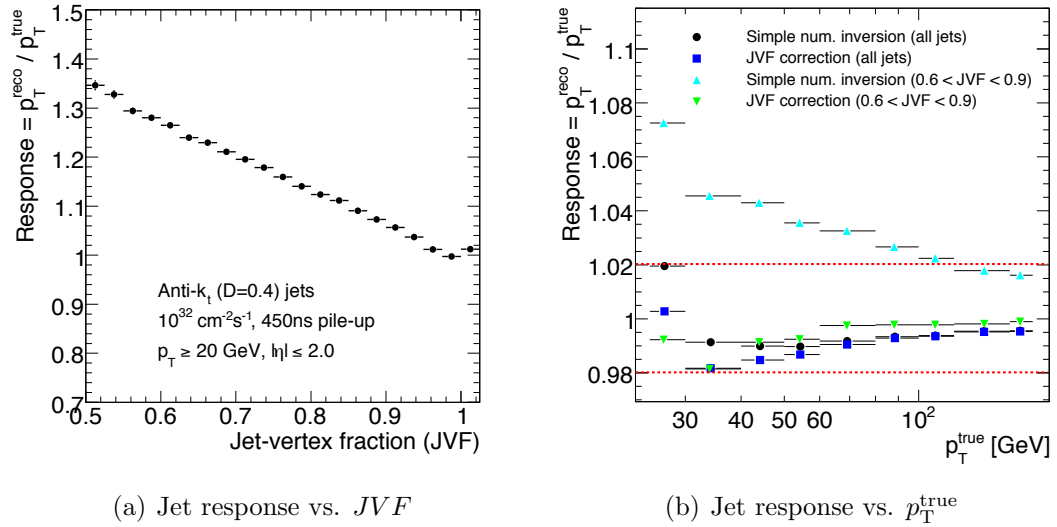 Response = p_T^reco / p_T^true
1.5
1.4
1.3
1.2
1.1
1
0.9
0.8
0.7
Anti-k_t (D=0.4) jets
10^32 cm^-2s^-1, 450ns pile-up
p_T ≥ 20 GeV, |η| ≤ 2.0
0.5 0.6 0.7 0.8 0.9 1
Jet-vertex fraction (JVF)
(a) Jet response vs. JVF
Response = p_T^reco / p_T^true
1.1
1.08
1.06
1.04
1.02
1
0.98
Simple num. inversion (all jets)
JVF correction (all jets)
Simple num. inversion (0.6 < JVF < 0.9)
JVF correction (0.6 < JVF < 0.9)
30 40 50 60 10^2
p_T^true [GeV]
(b) Jet response vs. p_T^true